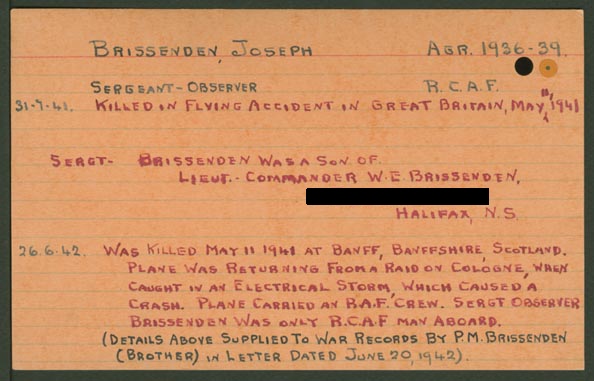 BRISSENDEN, JOSEPH AGR. 1936-39.
SERGEANT-OBSERVER R.C.A.F.
31-7-41. KILLED IN FLYING ACCIDENT IN GREAT BRITAIN, MAY 11, 1941
SERGT- BRISSENDEN WAS A SON OF
LIEUT.-COMMANDER W.E. BRISSENDEN,
HALIFAX, N.S.
26.6.42. WAS KILLED MAY 11 1941 AT BANFF, BANFFSHIRE, SCOTLAND.
PLANE WAS RETURNING FROM A RAID ON COLOGNE, WHEN
CAUGHT IN AN ELECTRICAL STORM, WHICH CAUSED A
CRASH. PLANE CARRIED AN R.A.F. CREW. SERGT OBSERVER
BRISSENDEN WAS ONLY R.C.A.F MAN ABOARD.
(DETAILS ABOVE SUPPLIED TO WAR RECORDS BY P.M. BRISSENDEN
(BROTHER) IN LETTER DATED JUNE 20, 1942).